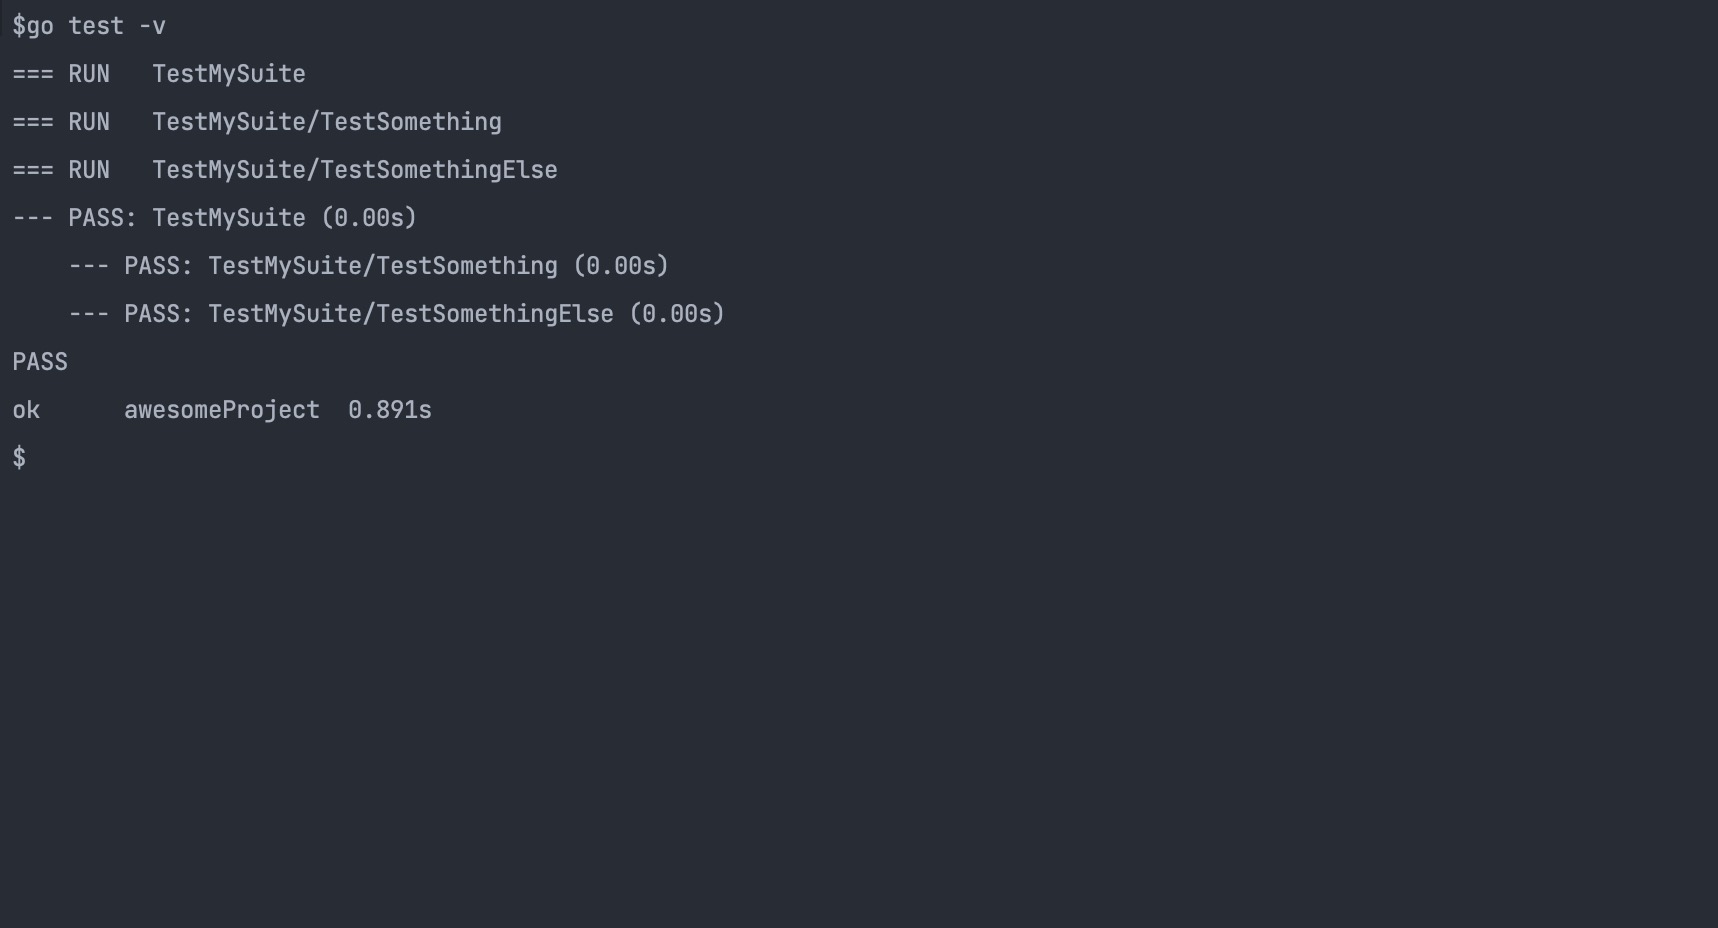 $go test -v
=== RUN   TestMySuite
=== RUN   TestMySuite/TestSomething
=== RUN   TestMySuite/TestSomethingElse
--- PASS: TestMySuite (0.00s)
    --- PASS: TestMySuite/TestSomething (0.00s)
    --- PASS: TestMySuite/TestSomethingElse (0.00s)
PASS
ok      awesomeProject  0.891s
$